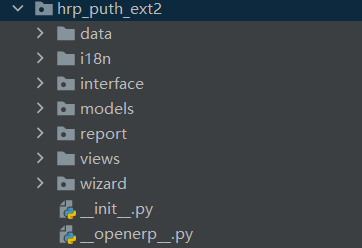 hrp_puth_ext2
data
i18n
interface
models
report
views
wizard
__init__.py
__openerp__.py